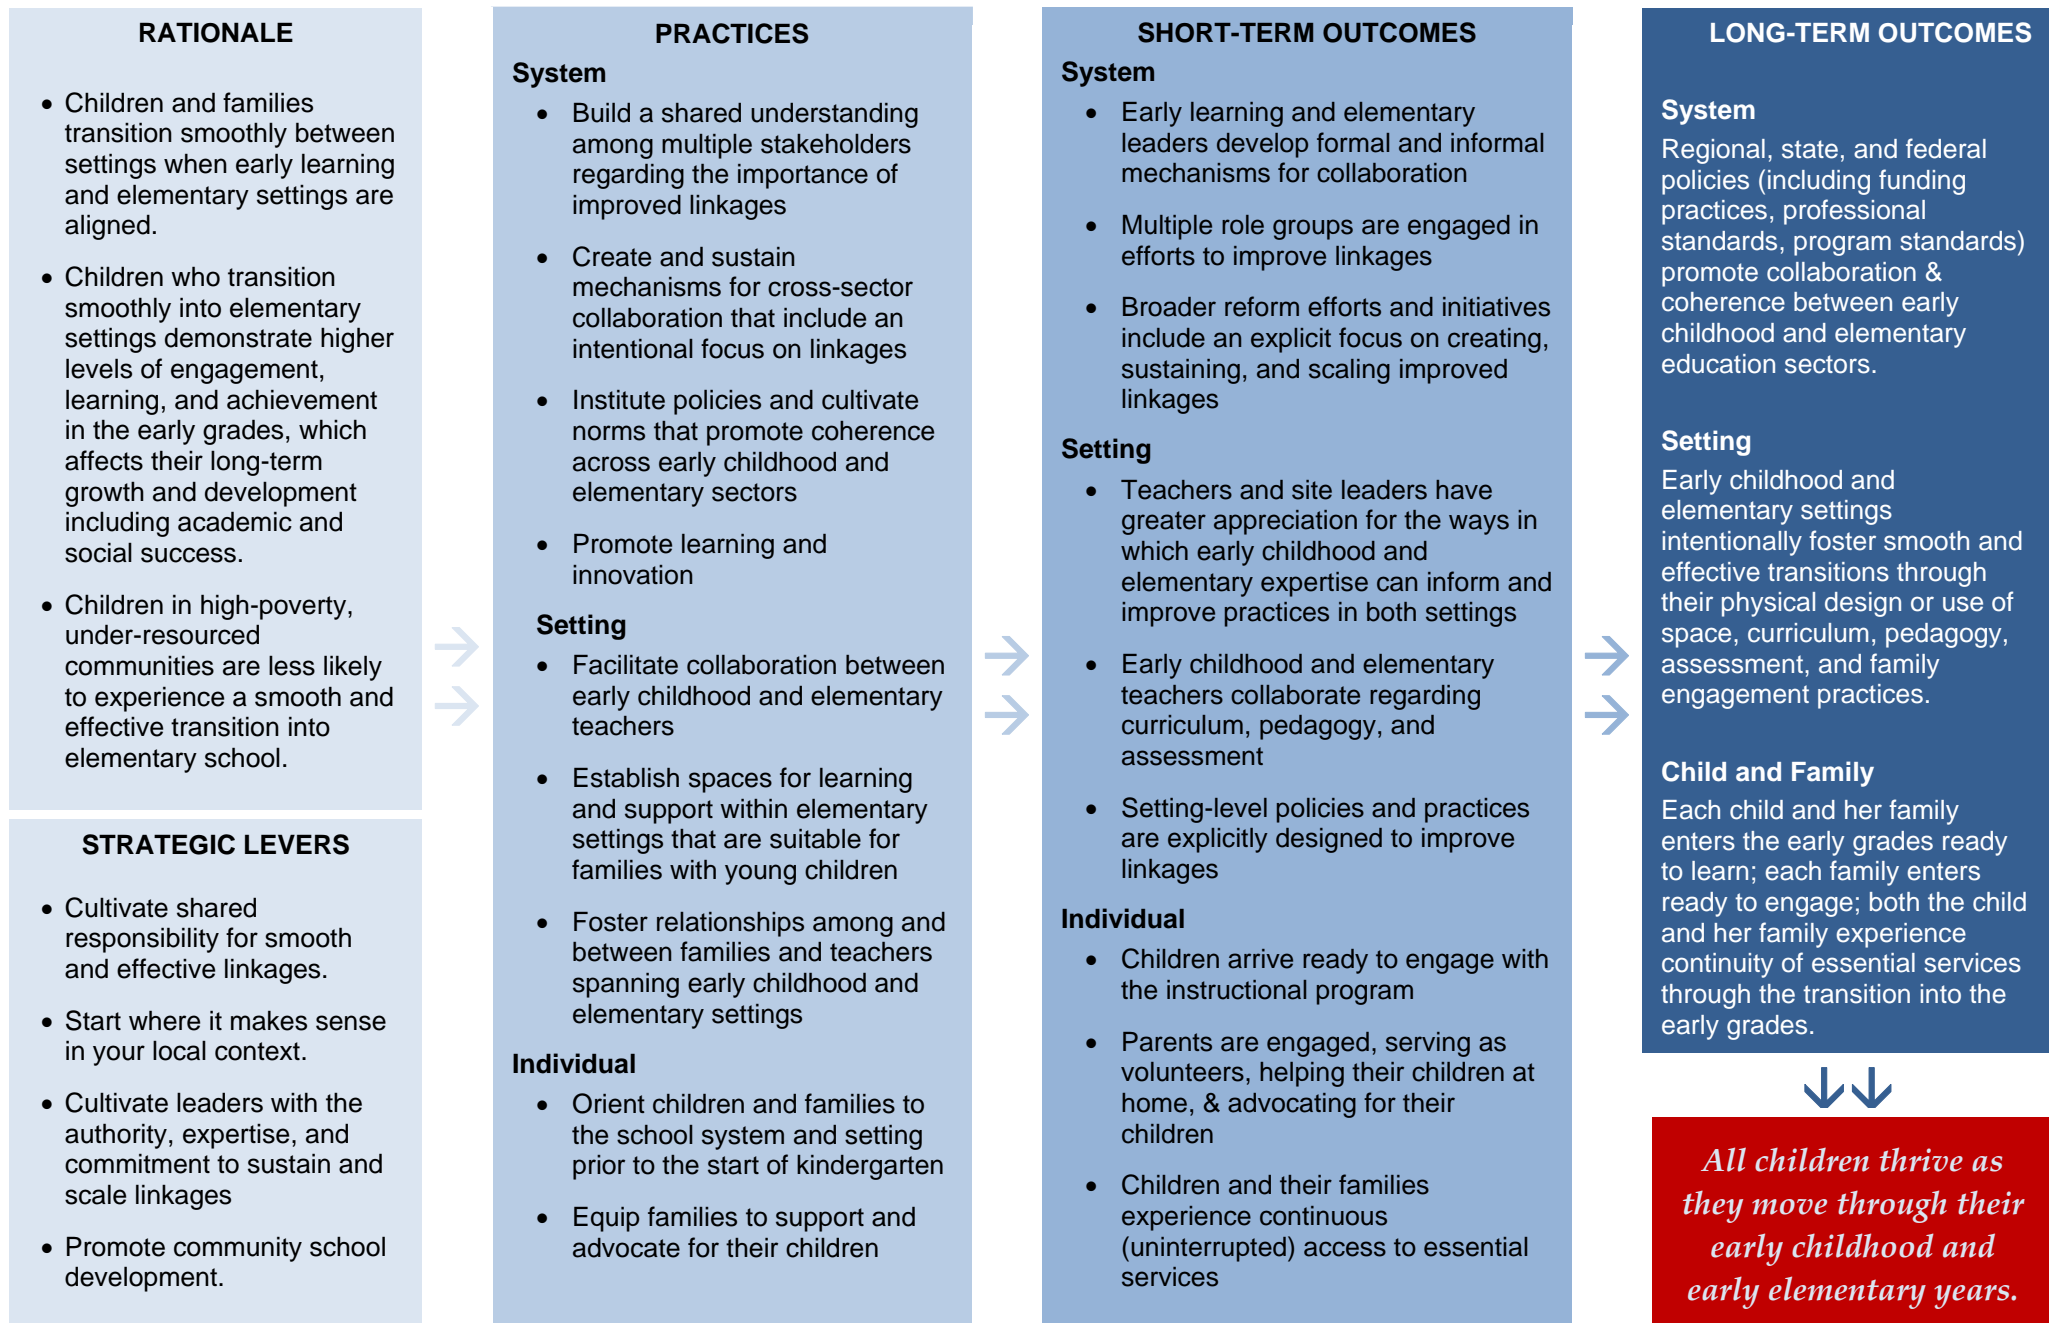 RATIONALE
• Children and families
transition smoothly between
settings when early learning
and elementary settings are
aligned.
• Children who transition
smoothly into elementary
settings demonstrate higher
levels of engagement,
learning, and achievement
in the early grades, which
affects their long-term
growth and development
including academic and
social success.
• Children in high-poverty,
under-resourced
communities are less likely
to experience a smooth and
effective transition into
elementary school.
STRATEGIC LEVERS
• Cultivate shared
responsibility for smooth
and effective linkages.
• Start where it makes sense
in your local context.
• Cultivate leaders with the
authority, expertise, and
commitment to sustain and
scale linkages
• Promote community school
development.
PRACTICES
System
• Build a shared understanding
among multiple stakeholders
regarding the importance of
improved linkages
• Create and sustain
mechanisms for cross-sector
collaboration that include an
intentional focus on linkages
• Institute policies and cultivate
norms that promote coherence
across early childhood and
elementary sectors
• Promote learning and
innovation
Setting
• Facilitate collaboration between
early childhood and elementary
teachers
• Establish spaces for learning
and support within elementary
settings that are suitable for
families with young children
• Foster relationships among and
between families and teachers
spanning early childhood and
elementary settings
Individual
• Orient children and families to
the school system and setting
prior to the start of kindergarten
• Equip families to support and
advocate for their children
SHORT-TERM OUTCOMES
System
• Early learning and elementary
leaders develop formal and informal
mechanisms for collaboration
• Multiple role groups are engaged in
efforts to improve linkages
• Broader reform efforts and initiatives
include an explicit focus on creating,
sustaining, and scaling improved
linkages
Setting
• Teachers and site leaders have
greater appreciation for the ways in
which early childhood and
elementary expertise can inform and
improve practices in both settings
• Early childhood and elementary
teachers collaborate regarding
curriculum, pedagogy, and
assessment
• Setting-level policies and practices
are explicitly designed to improve
linkages
Individual
• Children arrive ready to engage with
the instructional program
• Parents are engaged, serving as
volunteers, helping their children at
home, & advocating for their
children
• Children and their families
experience continuous
(uninterrupted) access to essential
services
LONG-TERM OUTCOMES
System
Regional, state, and federal
policies (including funding
practices, professional
standards, program standards)
promote collaboration &
coherence between early
childhood and elementary
education sectors.
Setting
Early childhood and
elementary settings
intentionally foster smooth and
effective transitions through
their physical design or use of
space, curriculum, pedagogy,
assessment, and family
engagement practices.
Child and Family
Each child and her family
enters the early grades ready
to learn; each family enters
ready to engage; both the child
and her family experience
continuity of essential services
through the transition into the
early grades.
All children thrive as
they move through their
early childhood and
early elementary years.